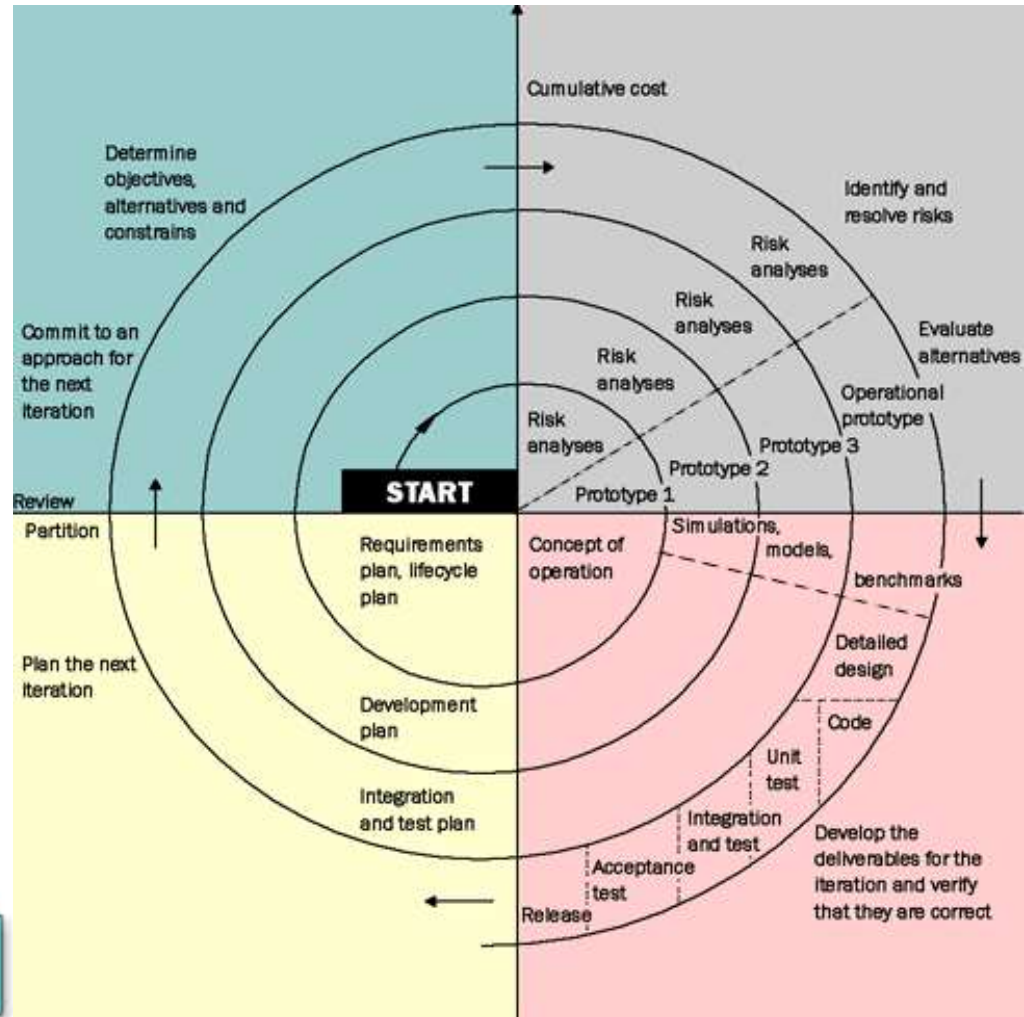 Cumulative cost
Determine
objectives,
alternatives and
constrains
Identify and
resolve risks
Risk
analyses
Risk
analyses
Risk
analyses
Risk
analyses
Commit to an
approach for
the next
iteration
Evaluate
alternatives
Operational
prototype
Prototype 3
Prototype 2
Prototype 1
START
Review
Partition
Requirements
plan, lifecycle
plan
Concept of
operation
Simulations,
models,
benchmarks
Plan the next
iteration
Detailed
design
Development
plan
Code
Unit
test
Integration
and test plan
Integration
and test
Acceptance
test
Release
Develop the
deliverables for the
iteration and verify
that they are correct